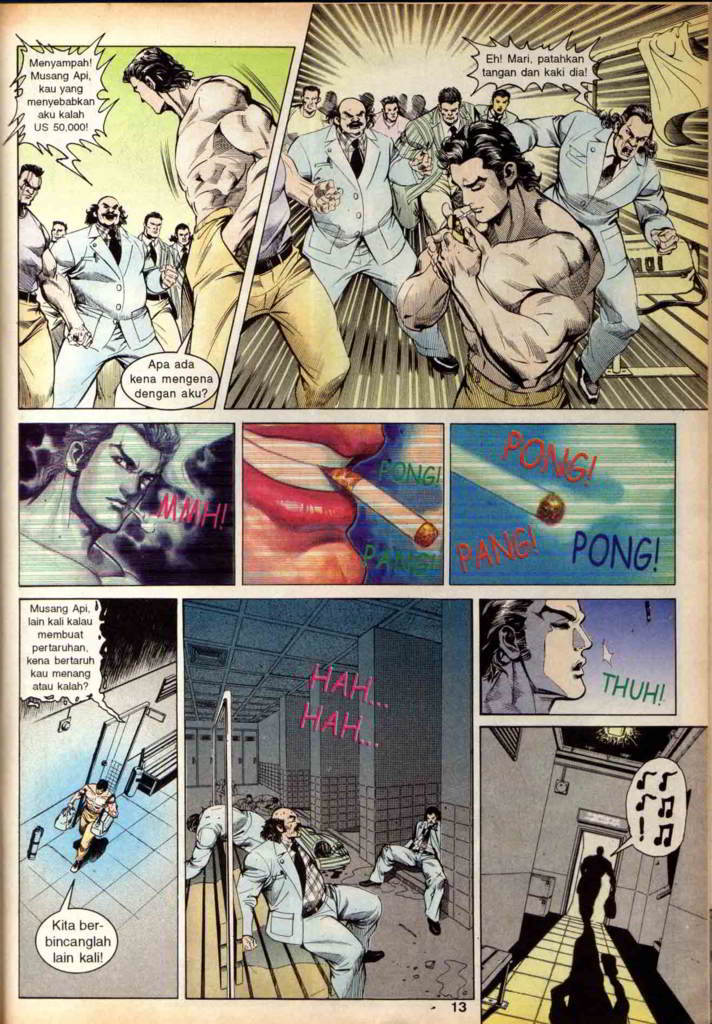 Menyampah!
Musang Api,
kau yang
menyebabkan
aku kalah
US 50,000!
Apa ada
kena mengena
dengan aku?
Eh! Mari, patahkan
tangan dan kaki dia!
MMH!
PONG!
PANG!
PONG!
PANG!
PONG!
Musang Api,
lain kali kalau
membuat
pertaruhan,
kena bertaruh
kau menang
atau kalah?
Kita ber-
bincanglah
lain kali!
HAH...
HAH...
THUH!
13